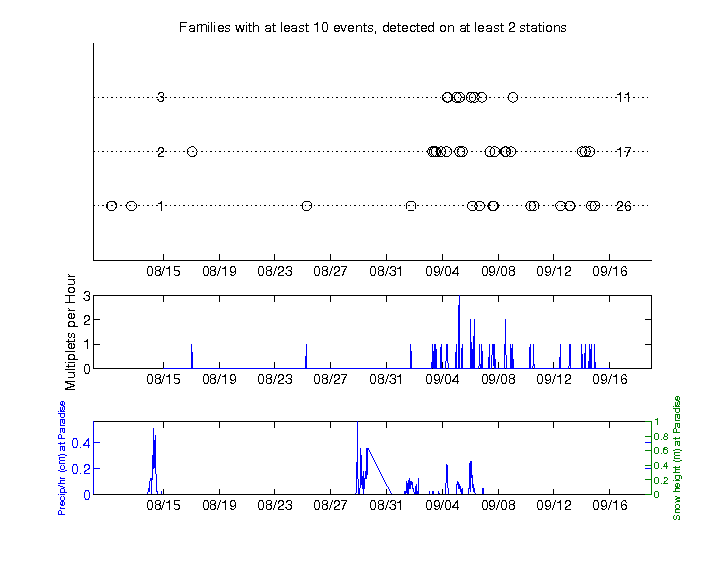 Families with at least 10 events, detected on at least 2 stations
3 11
2 17
1 26
08/15 08/19 08/23 08/27 08/31 09/04 09/08 09/12 09/16
Multiplets per Hour
3
2
1
0
08/15 08/19 08/23 08/27 08/31 09/04 09/08 09/12 09/16
Precip/hr (cm) at Paradise
0.4
0.2
0
1
0.8
0.6
0.4
0.2
0
Snow height (m) at Paradise
08/15 08/19 08/23 08/27 08/31 09/04 09/08 09/12 09/16